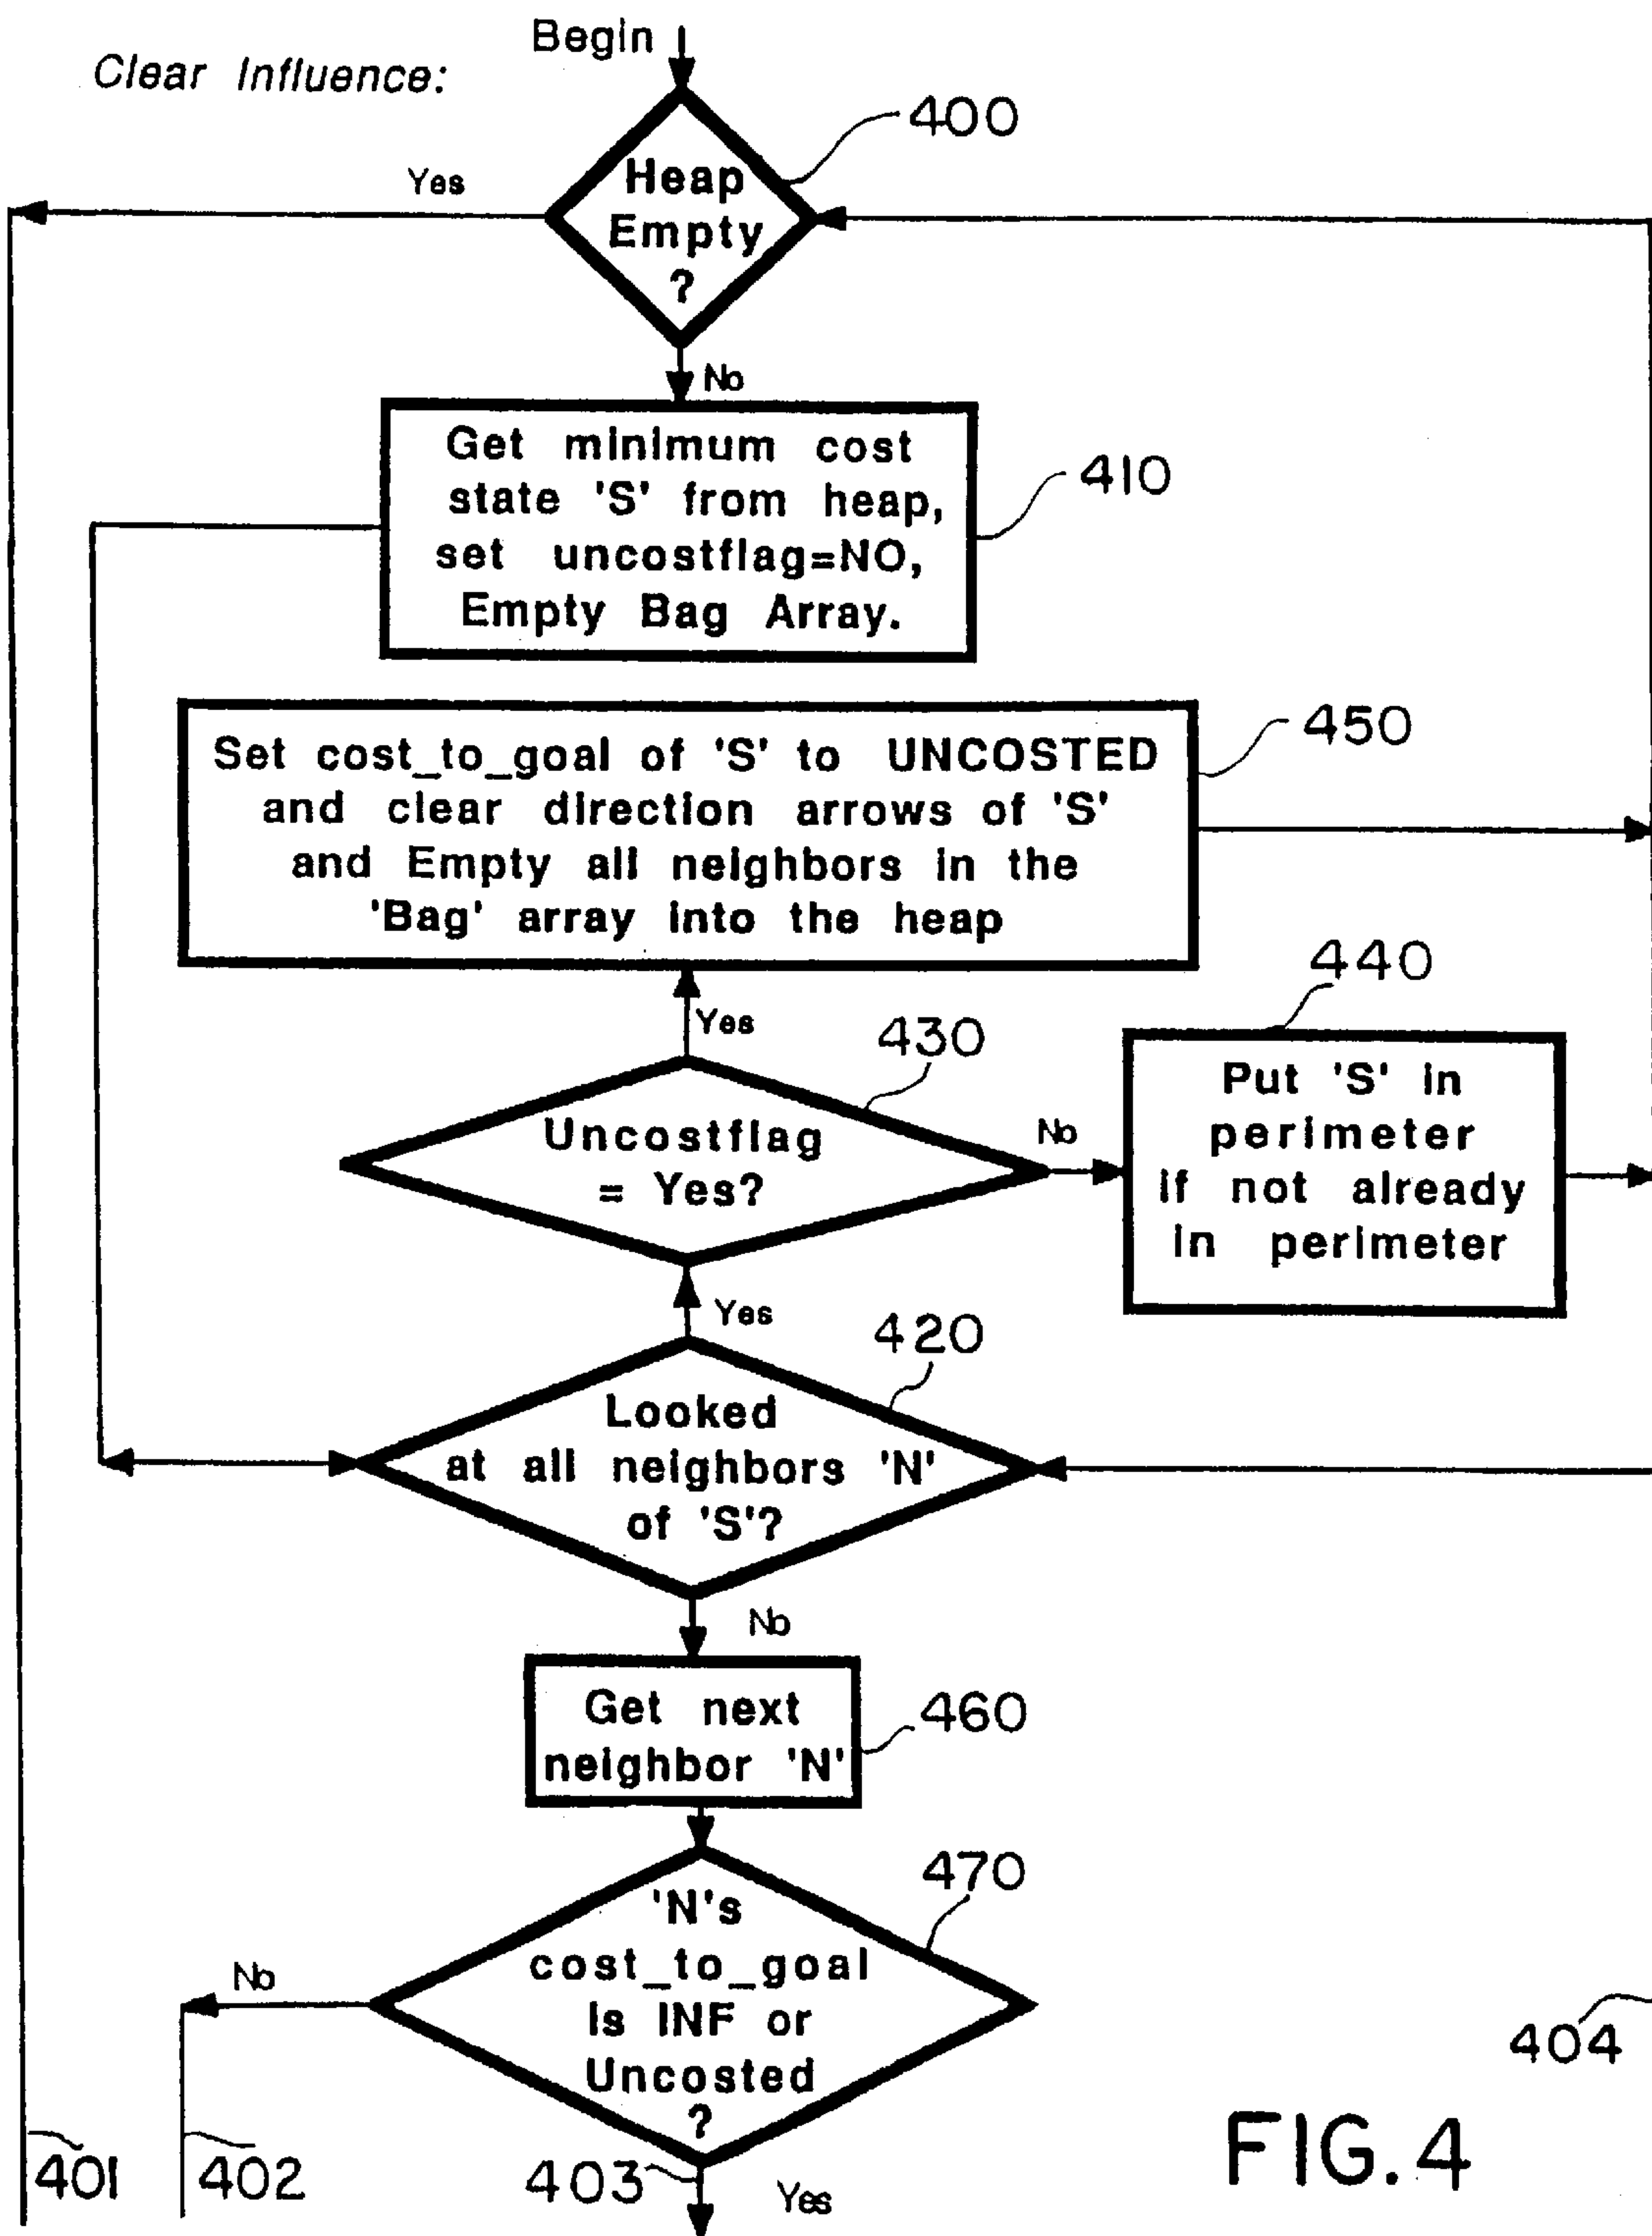 Begin
Clear Influence:
400
Yes
Heap
Empty
?
No
Get minimum cost
state 'S' from heap,
set uncostflag=NO,
Empty Bag Array.
410
450
Set cost_to_goal of 'S' to UNCOSTED
and clear direction arrows of 'S'
and Empty all neighbors in the
'Bag' array into the heap
440
Yes
430
Put 'S' in
perimeter
if not already
in perimeter
No
Uncostflag
= Yes?
Yes
420
Looked
at all neighbors 'N'
of 'S'?
No
Get next
neighbor 'N'
460
470
'N's
cost_to_goal
is INF or
Uncosted
?
No
404
401
402
403
Yes
FIG. 4